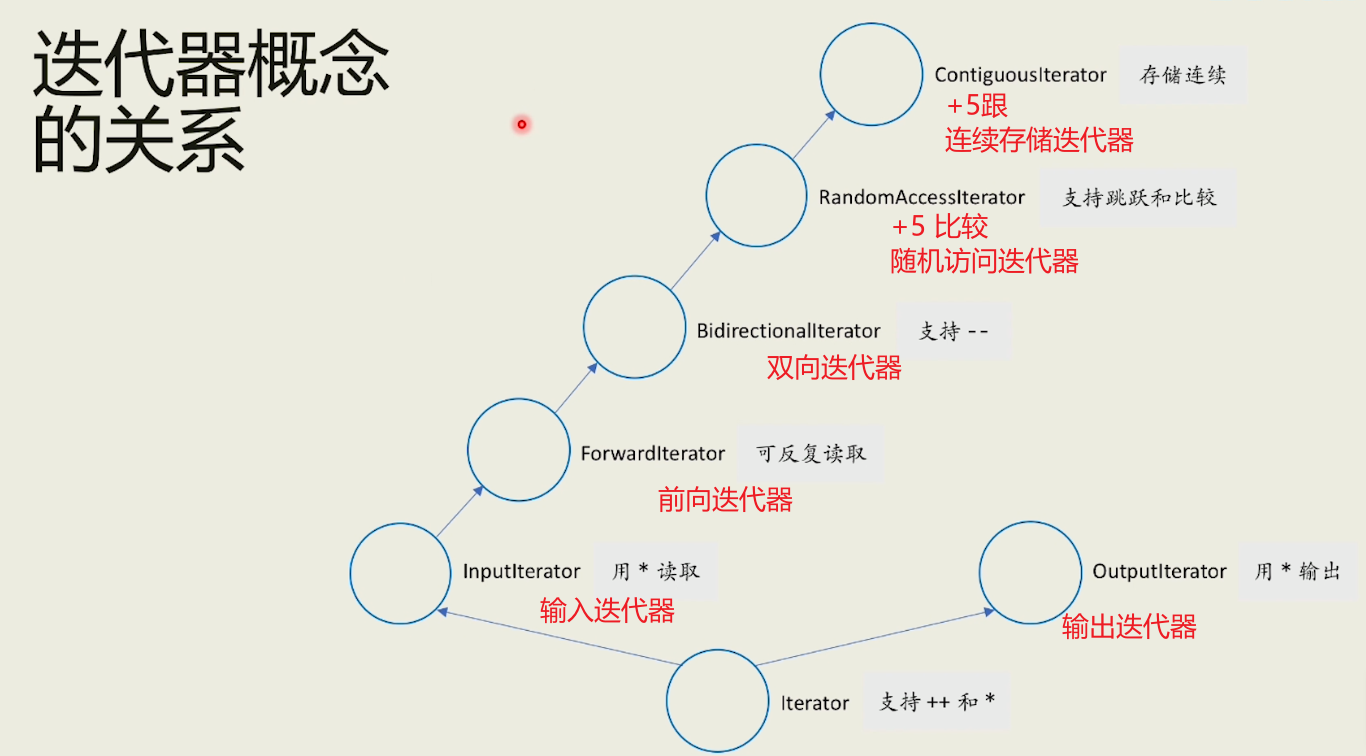 迭代器概念
的关系
ContiguousIterator 存储连续
+5跟
连续存储迭代器
RandomAccessIterator 支持跳跃和比较
+5 比较
随机访问迭代器
BidirectionalIterator 支持 --
双向迭代器
ForwardIterator 可反复读取
前向迭代器
InputIterator 用 * 读取
输入迭代器
OutputIterator 用 * 输出
输出迭代器
Iterator 支持 ++ 和 *